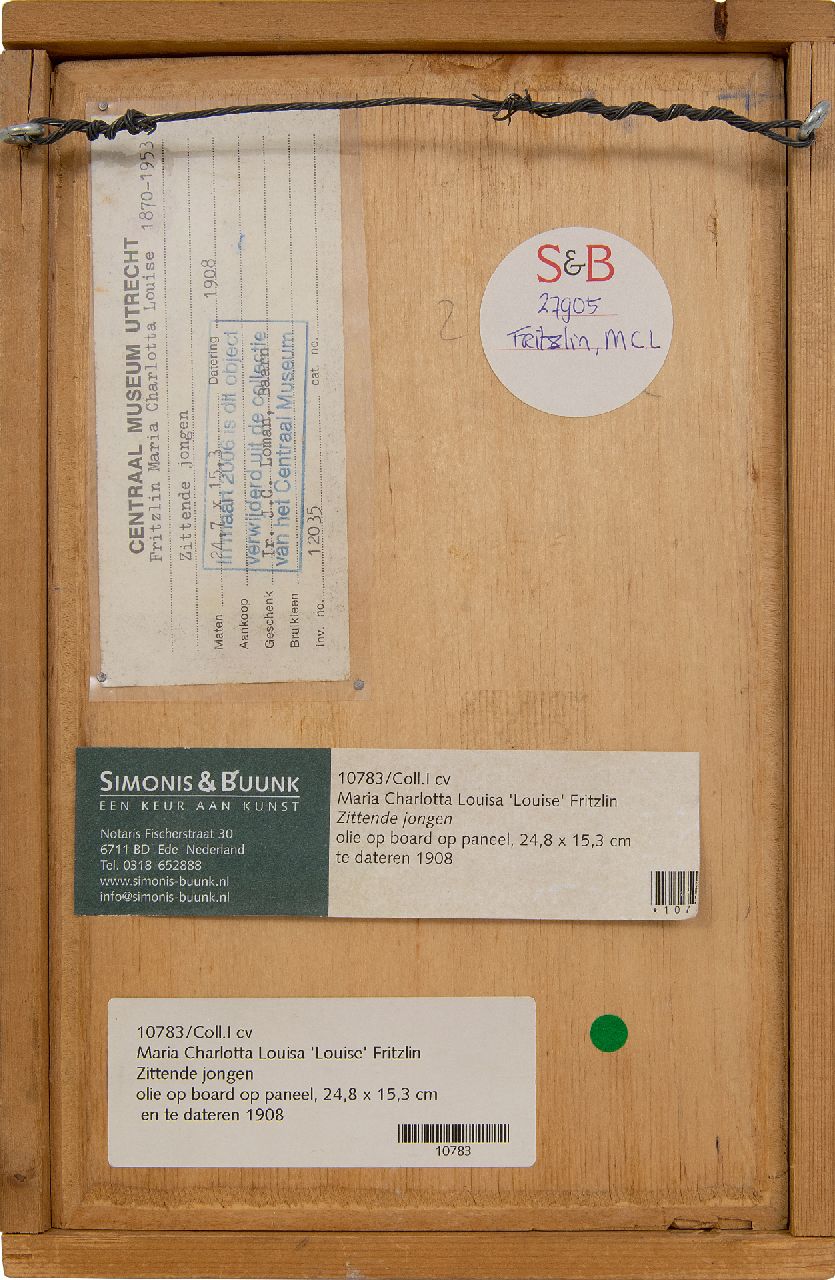 CENTRAAL MUSEUM UTRECHT
Fritzlin Maria Charlotta Louise 1870-1953
Zittende jongen
Maten 24,7 x 15,3 Datering 1908
Aankoop
Geschenk Ir. J.C. Loman, Baarn
Bruikleen
inv. no. 12035 cat. no.
In maart 2006 is dit object
verwijderd uit de collectie
van het Centraal Museum
S&B
27905
Fritzlin, MCL
2
SIMONIS & BUUNK
EEN KEUR AAN KUNST
Notaris Fischerstraat 30
6711 BD Ede Nederland
Tel. 0318 652888
www.simonis-buunk.nl
info@simonis-buunk.nl
10783/Coll.I cv
Maria Charlotta Louisa 'Louise' Fritzlin
Zittende jongen
olie op board op paneel, 24,8 x 15,3 cm
te dateren 1908
* 1 0 7
10783/Coll.I cv
Maria Charlotta Louisa 'Louise' Fritzlin
Zittende jongen
olie op board op paneel, 24,8 x 15,3 cm
en te dateren 1908
10783